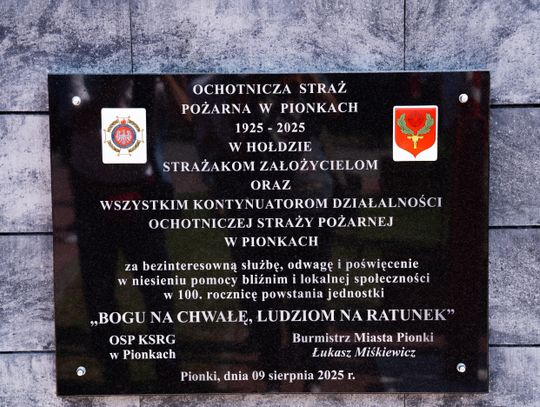 OCHOTNICZA STRAŻ
POŻARNA W PIONKACH
1925 - 2025
W HOŁDZIE
STRAŻAKOM ZAŁOŻYCIELOM
ORAZ
WSZYSTKIM KONTYNUATOROM DZIAŁALNOŚCI
OCHOTNICZEJ STRAŻY POŻARNEJ
W PIONKACH
za bezinteresowną służbę, odwagę i poświęcenie
w niesieniu pomocy bliźnim i lokalnej społeczności
w 100. rocznicę powstania jednostki
„BOGU NA CHWAŁĘ, LUDZIOM NA RATUNEK”
OSP KSRG
w Pionkach
Burmistrz Miasta Pionki
Łukasz Miśkiewicz
Pionki, dnia 09 sierpnia 2025 r.